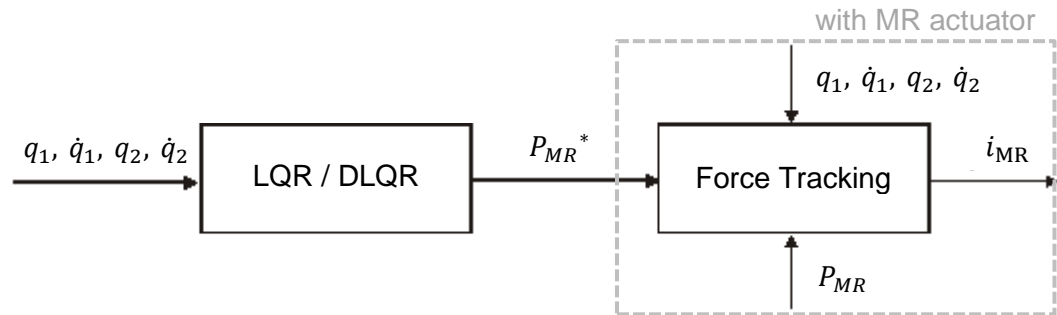 with MR actuator
q₁, q̇₁, q₂, q̇₂
q₁, q̇₁, q₂, q̇₂
LQR / DLQR
P_MR*
Force Tracking
i_MR
P_MR